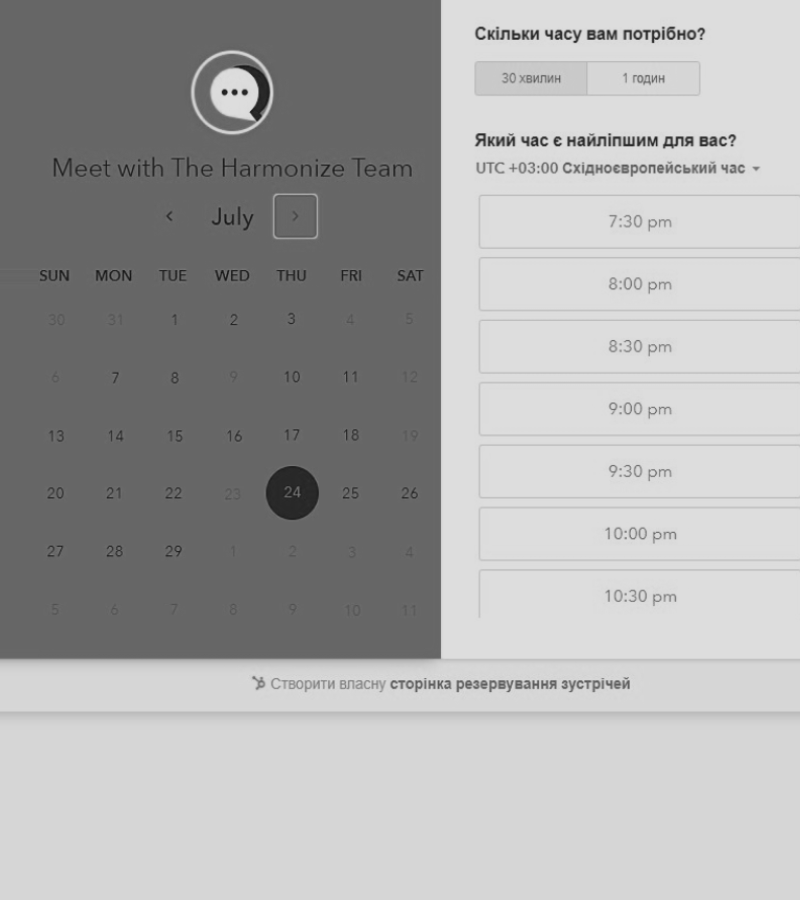 Meet with The Harmonize Team
July
SUN MON TUE WED THU FRI SAT
30 31 1 2 3 4 5
6 7 8 9 10 11 12
13 14 15 16 17 18 19
20 21 22 23 24 25 26
27 28 29 1 2 3 4
5 6 7 8 9 10 11
Скільки часу вам потрібно?
30 хвилин 1 годин
Який час є найліпшим для вас?
UTC +03:00 Східноєвропейський час
7:30 pm
8:00 pm
8:30 pm
9:00 pm
9:30 pm
10:00 pm
10:30 pm
Створити власну сторінка резервування зустрічей